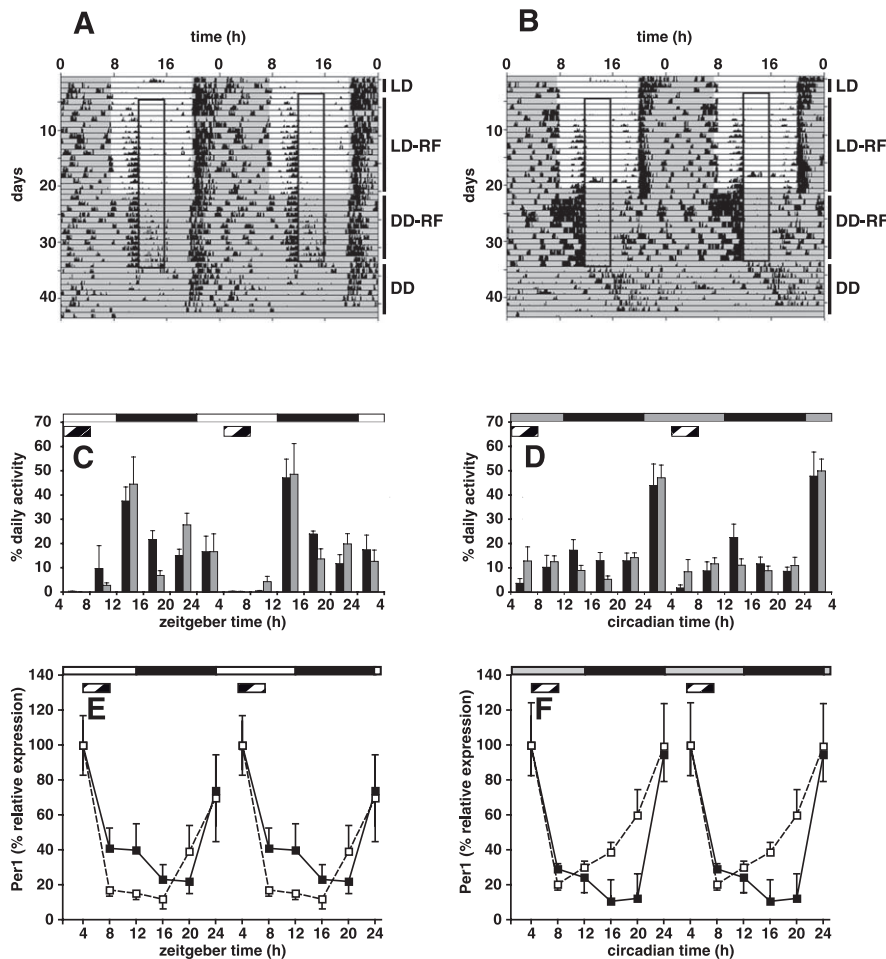 A
time (h)
0 8 16 0 8 16 0
days
10
20
30
40
LD
LD-RF
DD-RF
DD
B
time (h)
0 8 16 0 8 16 0
days
10
20
30
40
LD
LD-RF
DD-RF
DD
C
% daily activity
70
60
50
40
30
20
10
0
4 8 12 16 20 24 4 8 12 16 20 24 4
zeitgeber time (h)
D
% daily activity
70
60
50
40
30
20
10
0
4 8 12 16 20 24 4 8 12 16 20 24 4
circadian time (h)
E
Per1 (% relative expression)
140
120
100
80
60
40
20
0
4 8 12 16 20 24 4 8 12 16 20 24
zeitgeber time (h)
F
Per1 (% relative expression)
140
120
100
80
60
40
20
0
4 8 12 16 20 24 4 8 12 16 20 24
circadian time (h)